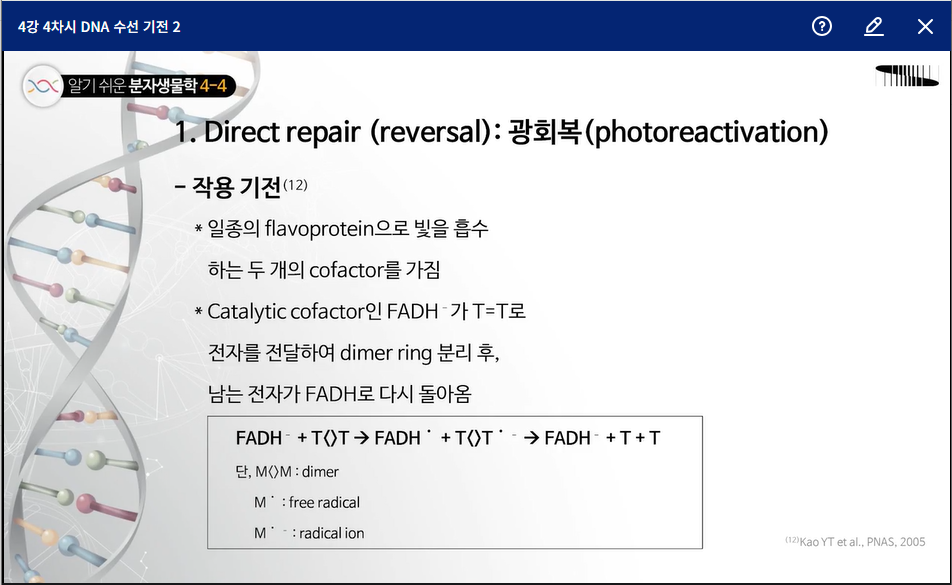 4강 4차시 DNA 수선 기전 2
알기 쉬운 분자생물학 4-4
1. Direct repair (reversal): 광회복(photoreactivation)
- 작용 기전(12)
* 일종의 flavoprotein으로 빛을 흡수
하는 두 개의 cofactor를 가짐
* Catalytic cofactor인 FADH⁻가 T=T로
전자를 전달하여 dimer ring 분리 후,
남는 전자가 FADH로 다시 돌아옴
FADH⁻ + T<>T → FADH˙ + T<>T˙⁻ → FADH⁻ + T + T
단, M<>M : dimer
M˙ : free radical
M˙⁻ : radical ion
(12)Kao YT et al., PNAS, 2005